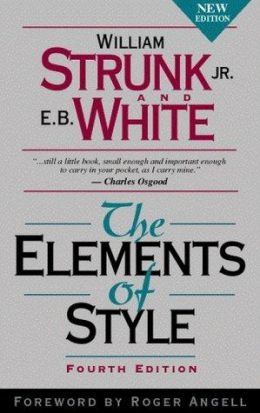 NEW
EDITION
WILLIAM
STRUNK JR.
AND
E.B. WHITE
"...still a little book, small enough and important enough
to carry in your pocket, as I carry mine."
— Charles Osgood
The
ELEMENTS
of
STYLE
FOURTH EDITION
FOREWORD BY ROGER ANGELL